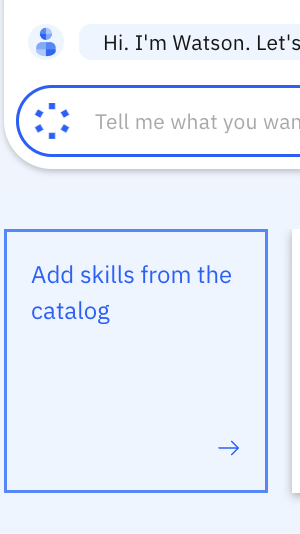 Hi. I'm Watson. Let's
Tell me what you wan
Add skills from the
catalog